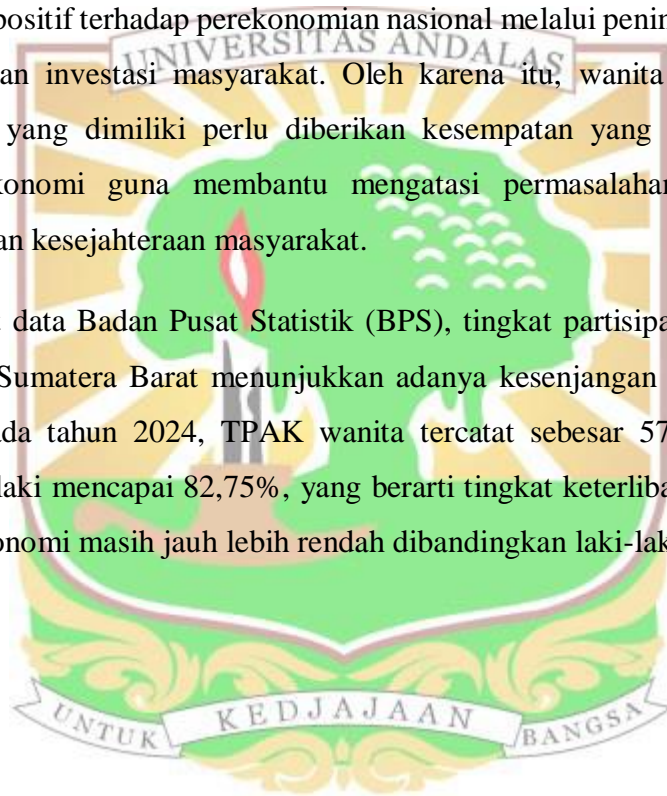 positif terhadap perekonomian nasional melalui penin
UNIVERSITAS ANDALAS
an investasi masyarakat. Oleh karena itu, wanita
yang dimiliki perlu diberikan kesempatan yang
konomi guna membantu mengatasi permasalahan
an kesejahteraan masyarakat.
data Badan Pusat Statistik (BPS), tingkat partisipa
Sumatera Barat menunjukkan adanya kesenjangan
da tahun 2024, TPAK wanita tercatat sebesar 57
laki mencapai 82,75%, yang berarti tingkat keterliba
onomi masih jauh lebih rendah dibandingkan laki-lak
UNTUK KEDJAJAAN BANGSA